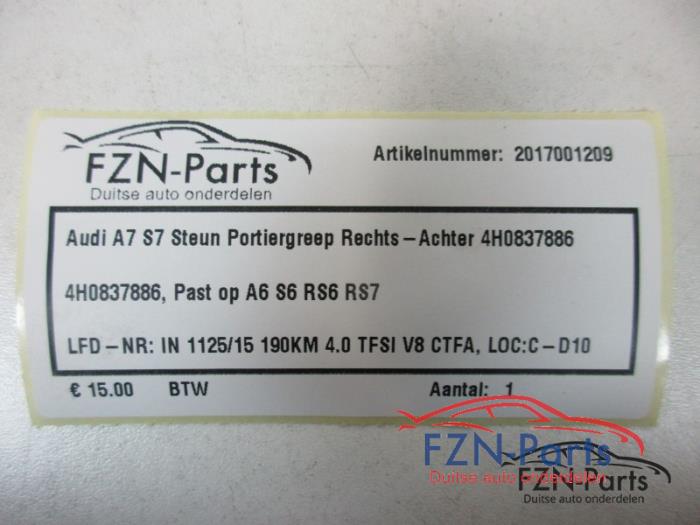 FZN-Parts
Duitse auto onderdelen
Artikelnummer: 2017001209
Audi A7 S7 Steun Portiergreep Rechts-Achter 4H0837886
4H0837886, Past op A6 S6 RS6 RS7
LFD-NR: IN 1125/15 190KM 4.0 TFSI V8 CTFA, LOC:C-D10
€ 15.00 BTW Aantal: 1
FZN-Parts
Duitse auto onderdelen
FZN-Parts
Duitse auto onderdelen